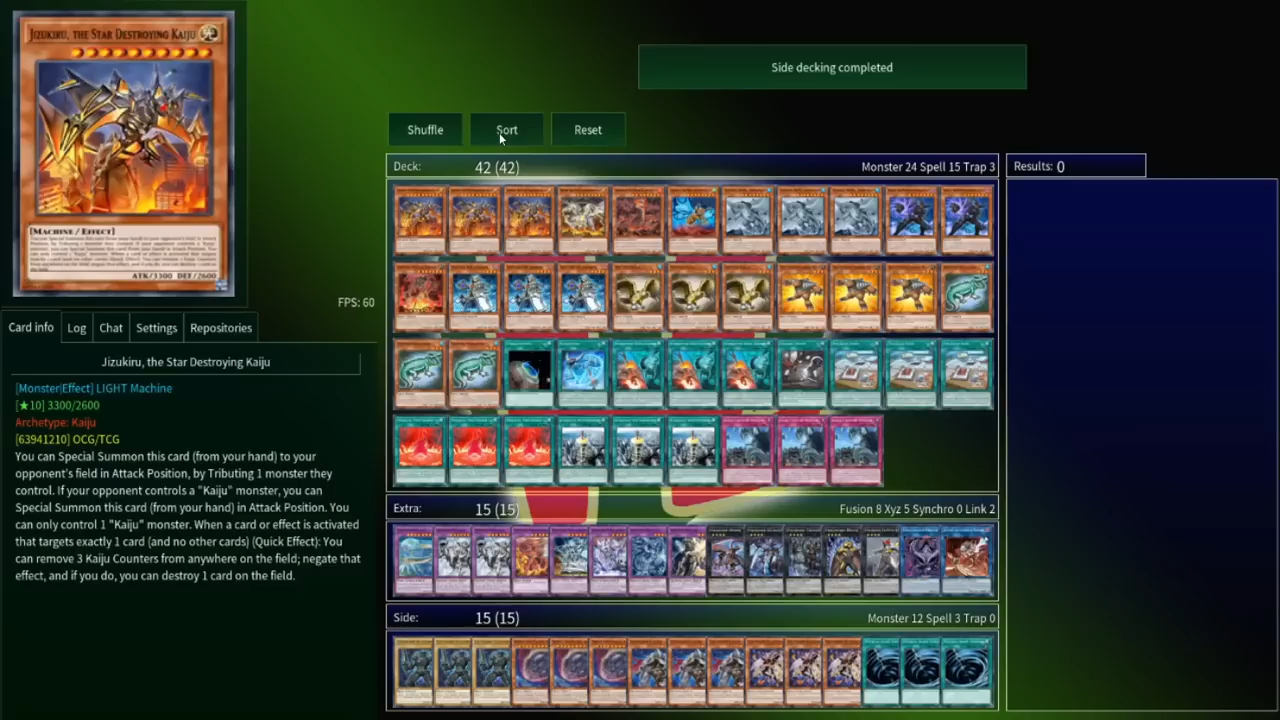 JIZUKIRU, THE STAR DESTROYING KAIJU
[MACHINE / EFFECT]
ATK/3300 DEF/2600
FPS: 60
Card info
Log
Chat
Settings
Repositories
Jizukiru, the Star Destroying Kaiju
[Monster|Effect] LIGHT Machine
[★10] 3300/2600
Archetype: Kaiju
[63941210] OCG/TCG
You can Special Summon this card (from your hand) to your
opponent's field in Attack Position, by Tributing 1 monster they
control. If your opponent controls a "Kaiju" monster, you can
Special Summon this card (from your hand) in Attack Position. You
can only control 1 "Kaiju" monster. When a card or effect is activated
that targets exactly 1 card (and no other cards) (Quick Effect): You
can remove 3 Kaiju Counters from anywhere on the field; negate that
effect, and if you do, you can destroy 1 card on the field.
Side decking completed
Shuffle
Sort
Reset
Deck: 42 (42) Monster 24 Spell 15 Trap 3
Results: 0
Extra: 15 (15) Fusion 8 Xyz 5 Synchro 0 Link 2
Side: 15 (15) Monster 12 Spell 3 Trap 0